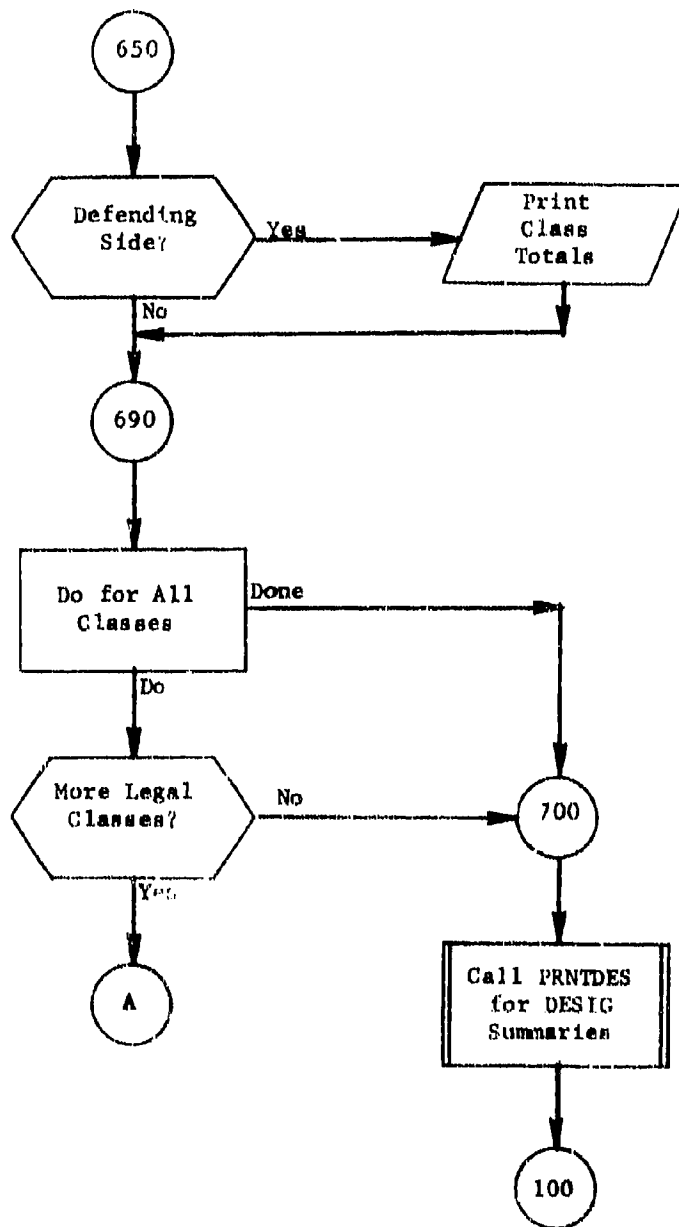 650
Defending
Side?
Yes
Print
Class
Totals
No
690
Do for All
Classes
Done
Do
More Legal
Classes?
No
700
Yes
A
Call PRNTDES
for DESIG
Summaries
100